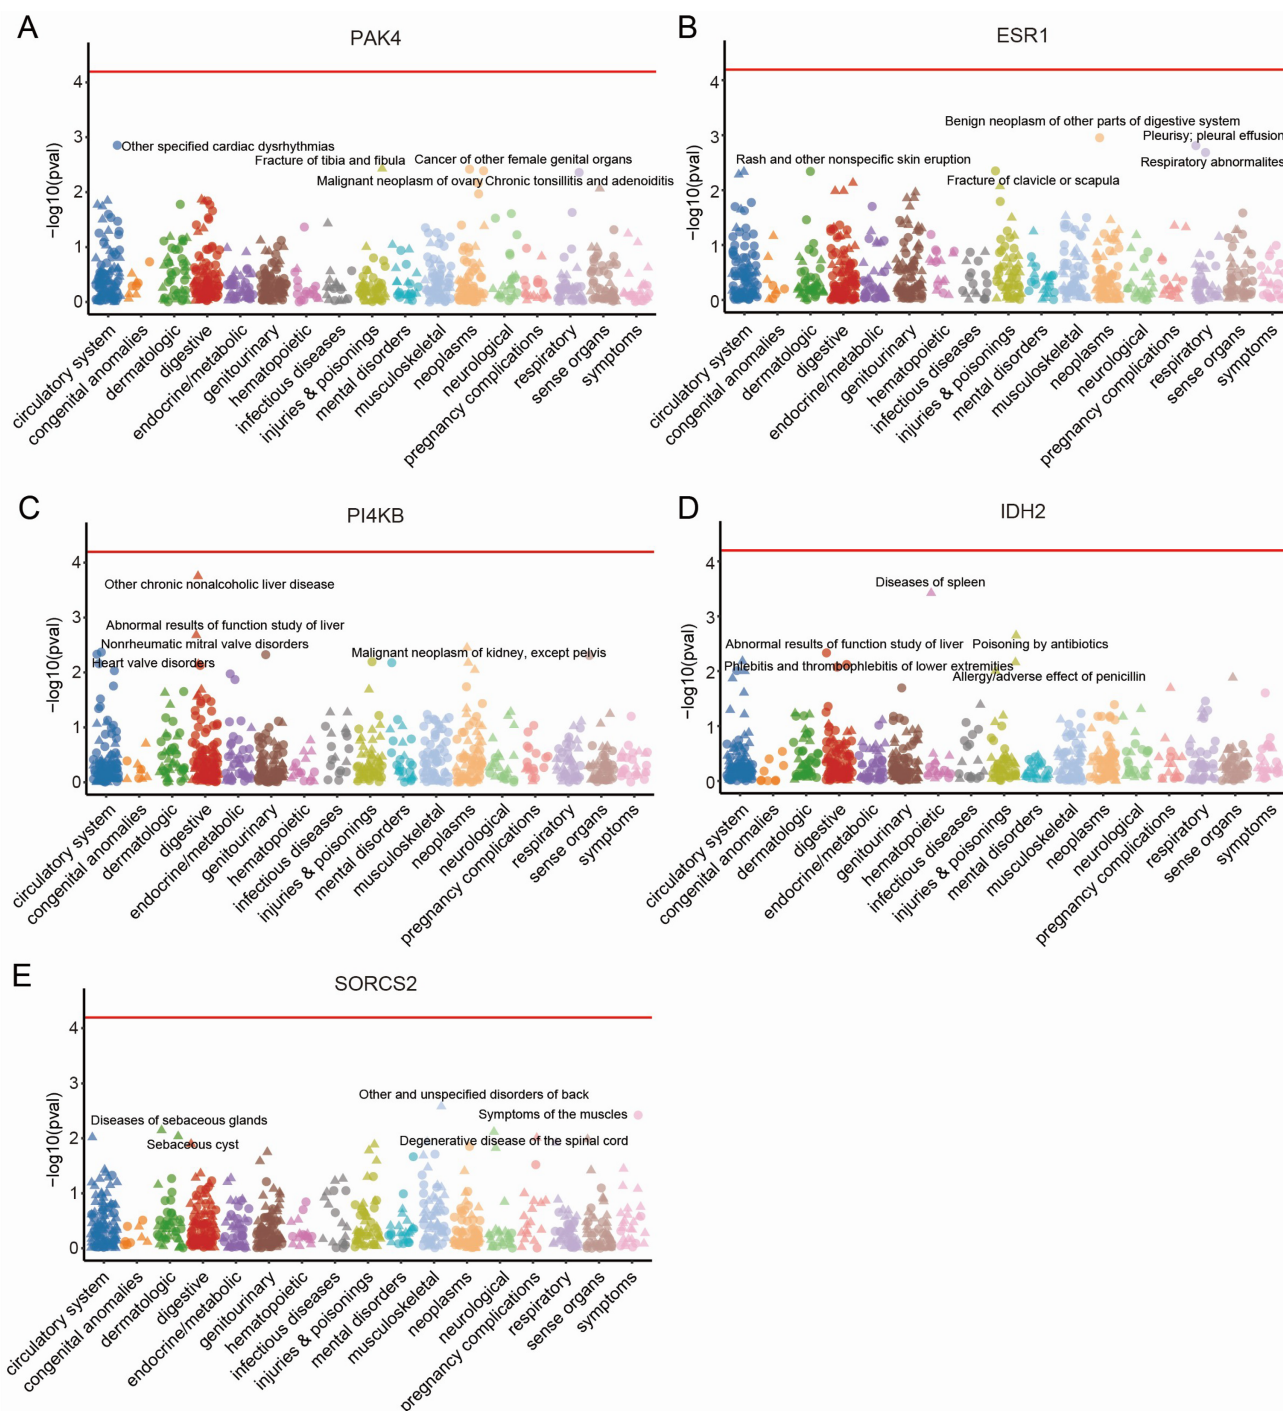 A
PAK4
−log10(pval)
4
3
2
1
0
Other specified cardiac dysrhythmias
Fracture of tibia and fibula
Cancer of other female genital organs
Malignant neoplasm of ovary
Chronic tonsillitis and adenoiditis
circulatory system
congenital anomalies
dermatologic
digestive
endocrine/metabolic
genitourinary
hematopoietic
infectious diseases
injuries & poisonings
mental disorders
musculoskeletal
neoplasms
neurological
pregnancy complications
respiratory
sense organs
symptoms
B
ESR1
−log10(pval)
4
3
2
1
0
Benign neoplasm of other parts of digestive system
Pleurisy; pleural effusion
Rash and other nonspecific skin eruption
Respiratory abnormalites
Fracture of clavicle or scapula
circulatory system
congenital anomalies
dermatologic
digestive
endocrine/metabolic
genitourinary
hematopoietic
infectious diseases
injuries & poisonings
mental disorders
musculoskeletal
neoplasms
neurological
pregnancy complications
respiratory
sense organs
symptoms
C
PI4KB
−log10(pval)
4
3
2
1
0
Other chronic nonalcoholic liver disease
Abnormal results of function study of liver
Nonrheumatic mitral valve disorders
Malignant neoplasm of kidney, except pelvis
Heart valve disorders
circulatory system
congenital anomalies
dermatologic
digestive
endocrine/metabolic
genitourinary
hematopoietic
infectious diseases
injuries & poisonings
mental disorders
musculoskeletal
neoplasms
neurological
pregnancy complications
respiratory
sense organs
symptoms
D
IDH2
−log10(pval)
4
3
2
1
0
Diseases of spleen
Abnormal results of function study of liver
Poisoning by antibiotics
Phlebitis and thrombophlebitis of lower extremities
Allergy/adverse effect of penicillin
circulatory system
congenital anomalies
dermatologic
digestive
endocrine/metabolic
genitourinary
hematopoietic
infectious diseases
injuries & poisonings
mental disorders
musculoskeletal
neoplasms
neurological
pregnancy complications
respiratory
sense organs
symptoms
E
SORCS2
−log10(pval)
4
3
2
1
0
Other and unspecified disorders of back
Symptoms of the muscles
Diseases of sebaceous glands
Degenerative disease of the spinal cord
Sebaceous cyst
circulatory system
congenital anomalies
dermatologic
digestive
endocrine/metabolic
genitourinary
hematopoietic
infectious diseases
injuries & poisonings
mental disorders
musculoskeletal
neoplasms
neurological
pregnancy complications
respiratory
sense organs
symptoms